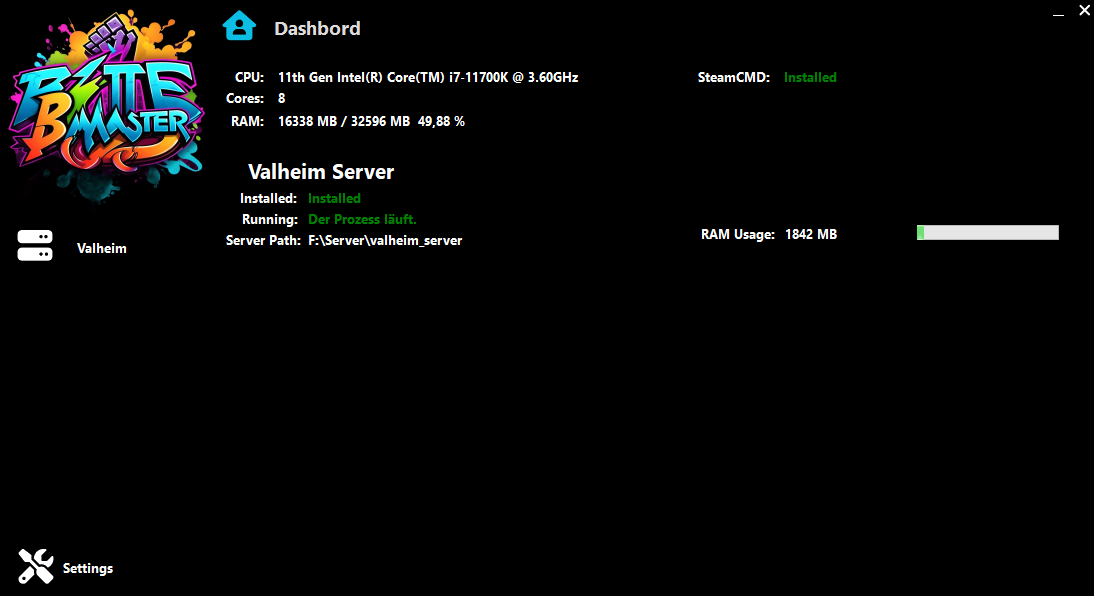 Dashbord
CPU: 11th Gen Intel(R) Core(TM) i7-11700K @ 3.60GHz
SteamCMD: Installed
Cores: 8
RAM: 16338 MB / 32596 MB 49,88 %
Valheim Server
Installed: Installed
Running: Der Prozess läuft.
Server Path: F:\Server\valheim_server
RAM Usage: 1842 MB
Valheim
Settings
B
MASTER